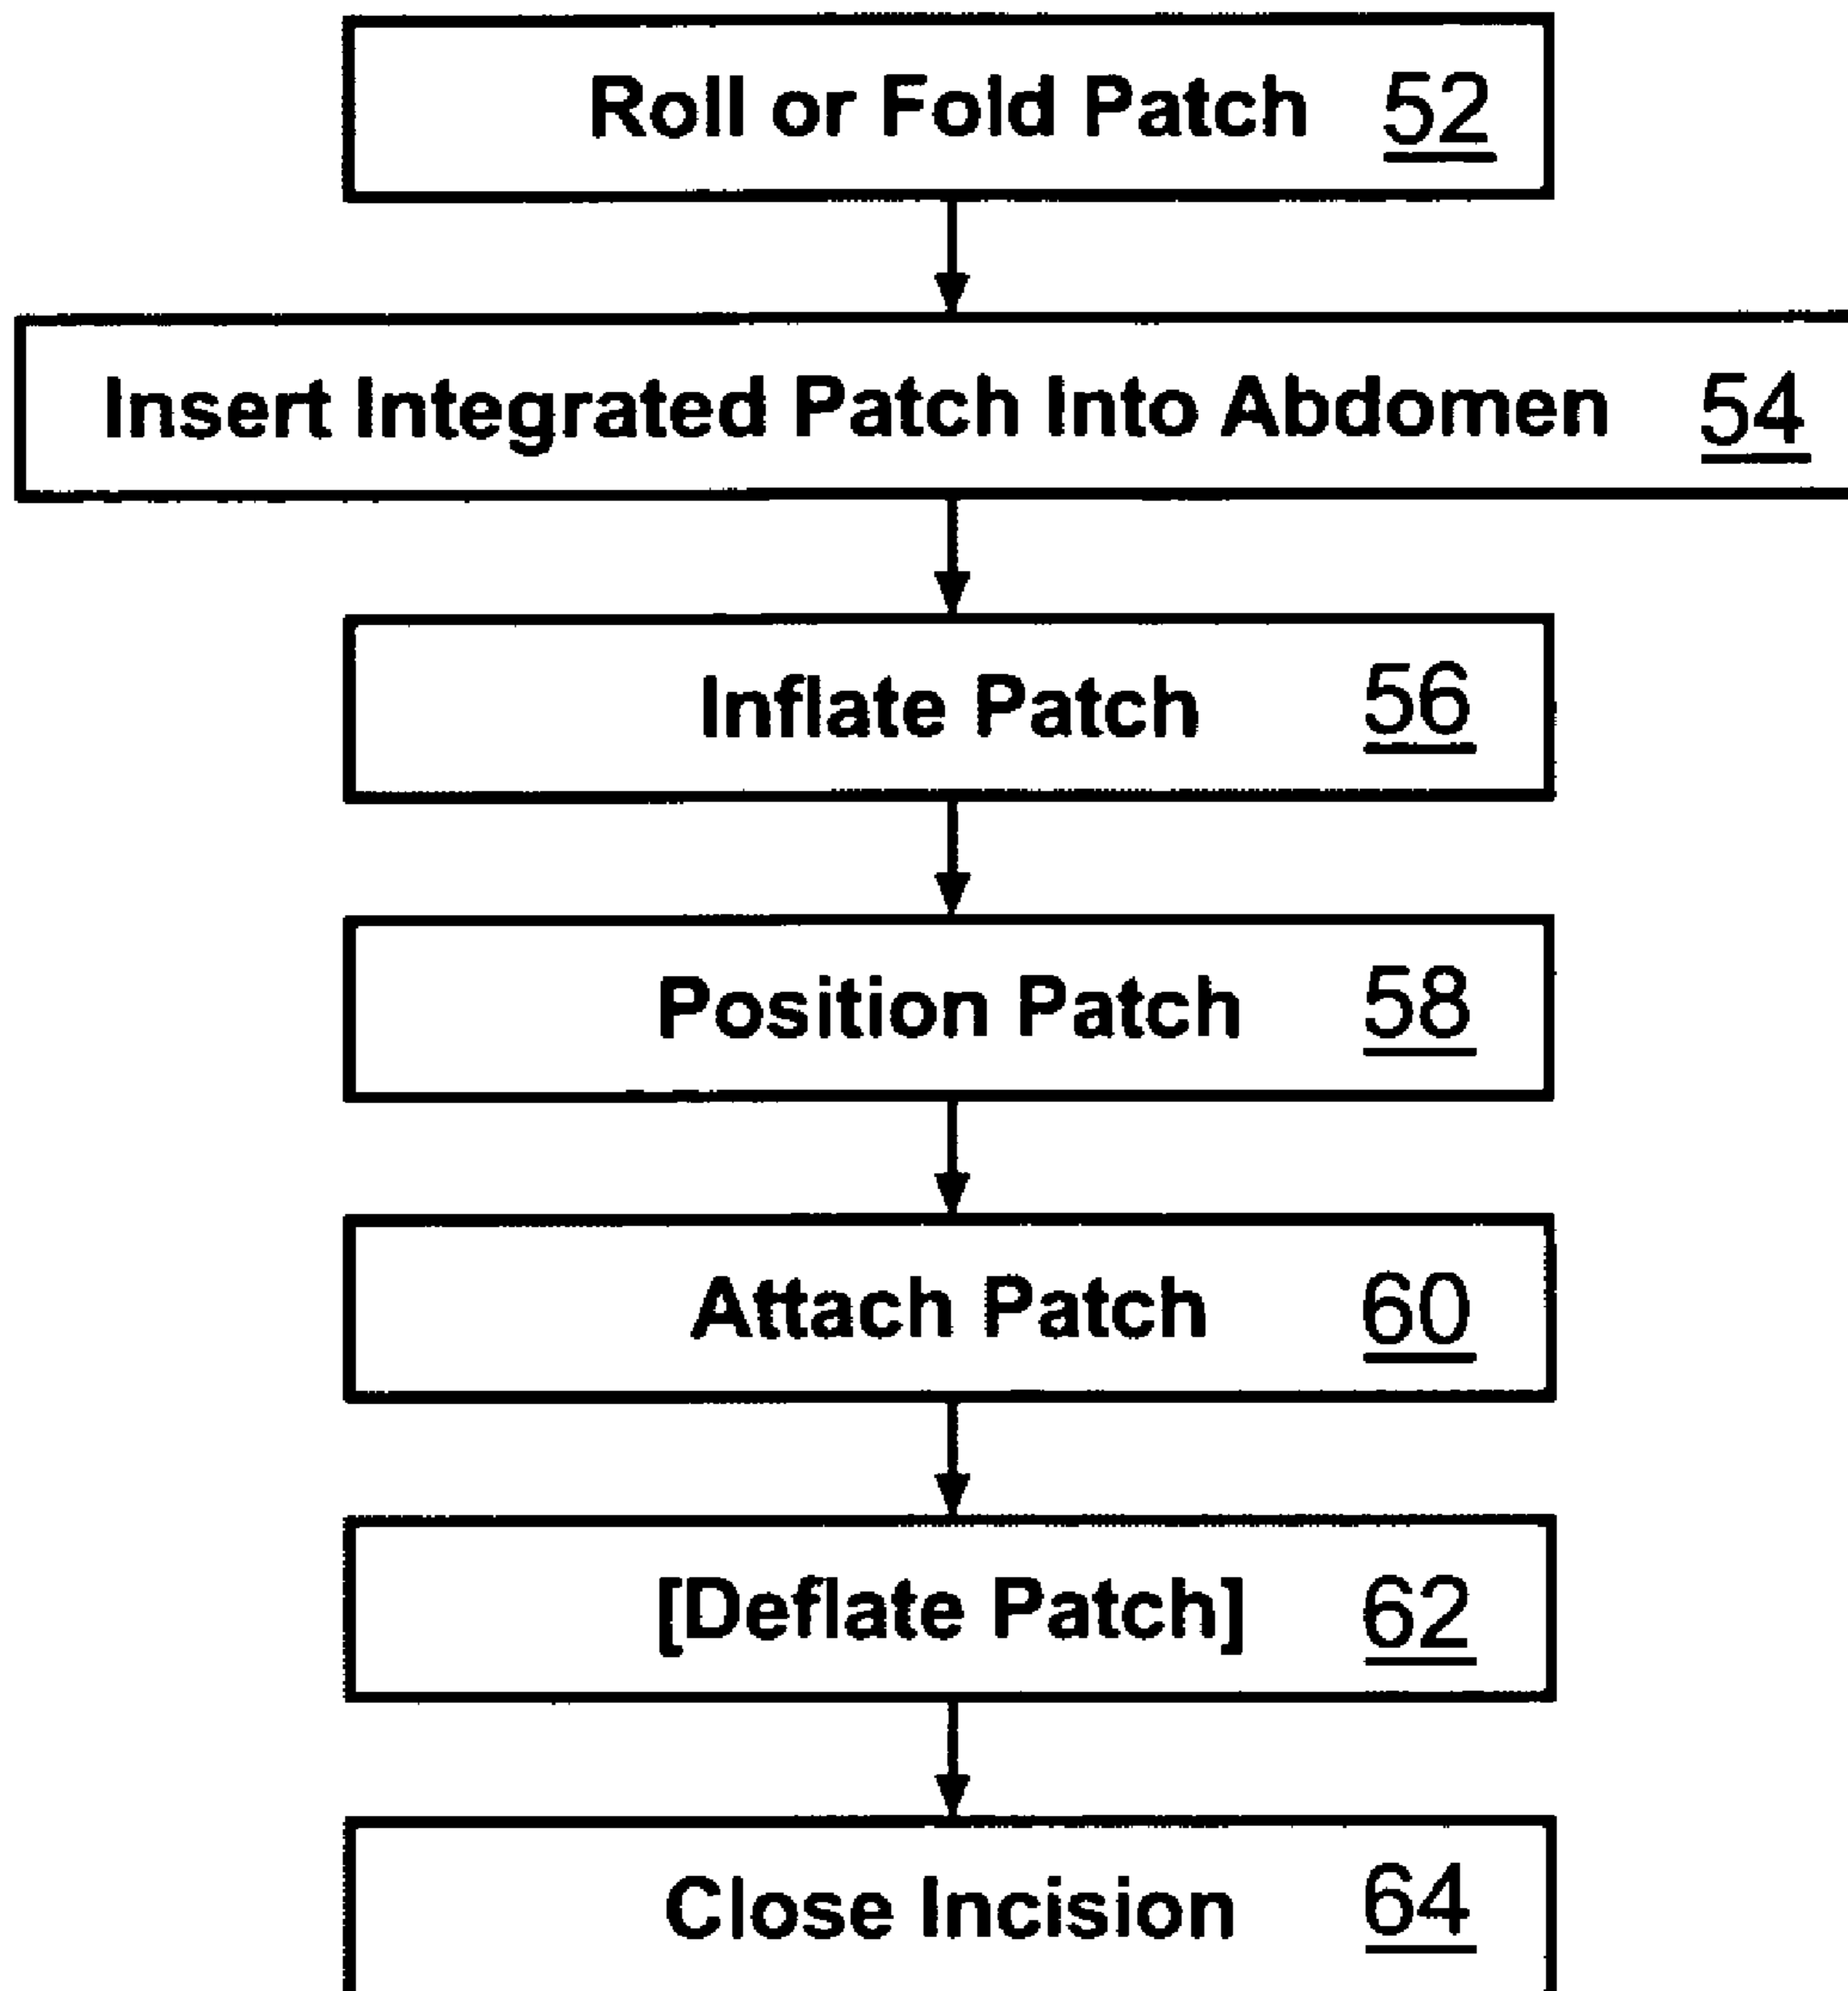 Roll or Fold Patch 52
Insert Integrated Patch Into Abdomen 54
Inflate Patch 56
Position Patch 58
Attach Patch 60
[Deflate Patch] 62
Close Incision 64